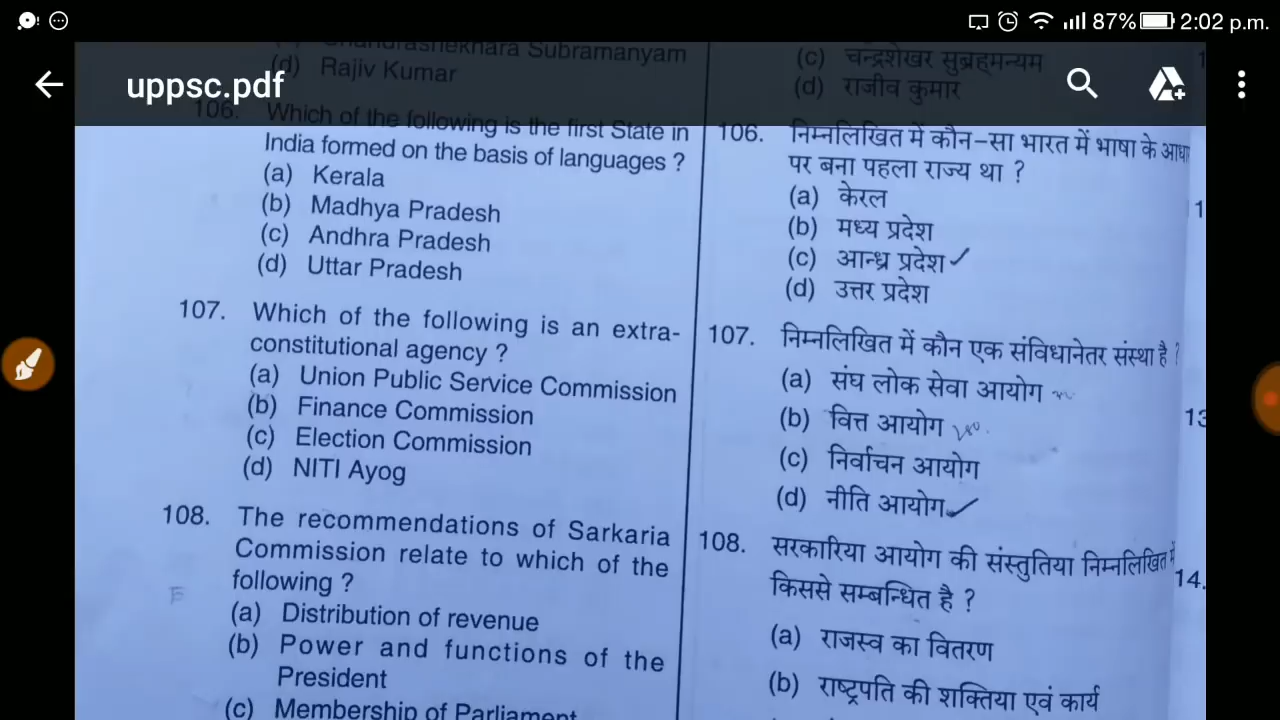 87% 2:02 p.m.
uppsc.pdf
Subramanyam
(d) Rajiv Kumar
106. Which of the following is the first State in
India formed on the basis of languages ?
(a) Kerala
(b) Madhya Pradesh
(c) Andhra Pradesh
(d) Uttar Pradesh
107. Which of the following is an extra-
constitutional agency ?
(a) Union Public Service Commission
(b) Finance Commission
(c) Election Commission
(d) NITI Ayog
108. The recommendations of Sarkaria
Commission relate to which of the
following ?
(a) Distribution of revenue
(b) Power and functions of the
President
(c) Membership of Parliament
(c) चन्द्रशेखर सुब्रह्मन्यम
(d) राजीव कुमार
106. निम्नलिखित में कौन-सा भारत में भाषा के
पर बना पहला राज्य था ?
(a) केरल
(b) मध्य प्रदेश
(c) आन्ध्र प्रदेश
(d) उत्तर प्रदेश
107. निम्नलिखित में कौन एक संविधानेतर संस्था है ?
(a) संघ लोक सेवा आयोग
(b) वित्त आयोग
(c) निर्वाचन आयोग
(d) नीति आयोग
108. सरकारिया आयोग की संस्तुतिया निम्नलिखित में
किससे सम्बन्धित है ?
(a) राजस्व का वितरण
(b) राष्ट्रपति की शक्तिया एवं कार्य
13
14.